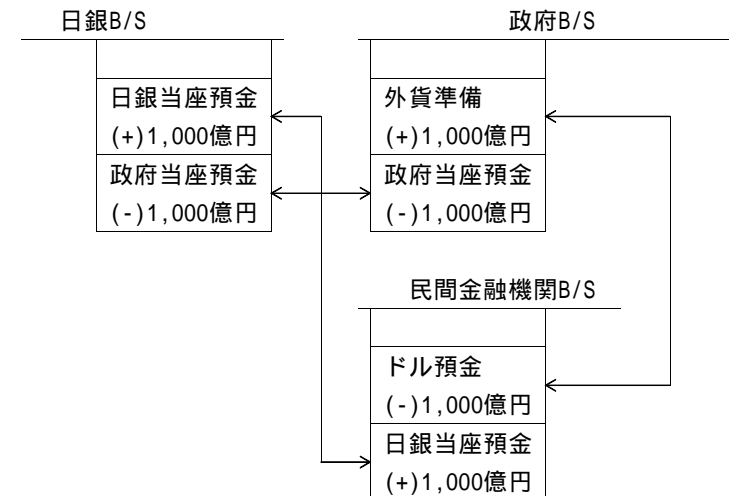 日銀B/S
日銀当座預金
(+)1,000億円
政府当座預金
(-)1,000億円
政府B/S
外貨準備
(+)1,000億円
政府当座預金
(-)1,000億円
民間金融機関B/S
ドル預金
(-)1,000億円
日銀当座預金
(+)1,000億円